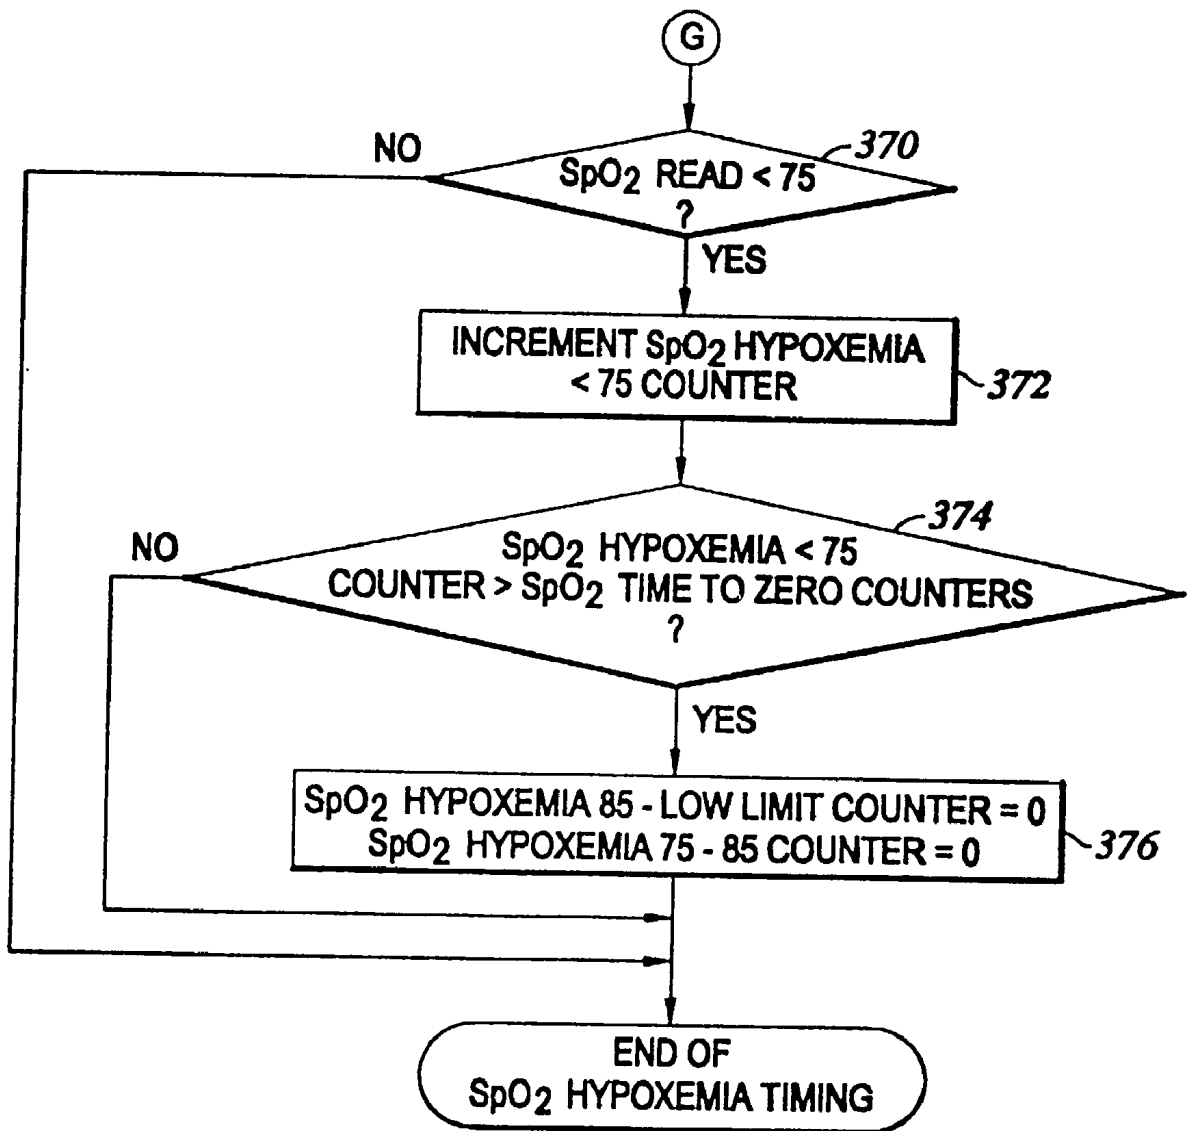 G
370
NO
SpO2 READ < 75
?
YES
INCREMENT SpO2 HYPOXEMIA
< 75 COUNTER
372
374
NO
SpO2 HYPOXEMIA < 75
COUNTER > SpO2 TIME TO ZERO COUNTERS
?
YES
SpO2 HYPOXEMIA 85 - LOW LIMIT COUNTER = 0
SpO2 HYPOXEMIA 75 - 85 COUNTER = 0
376
END OF
SpO2 HYPOXEMIA TIMING